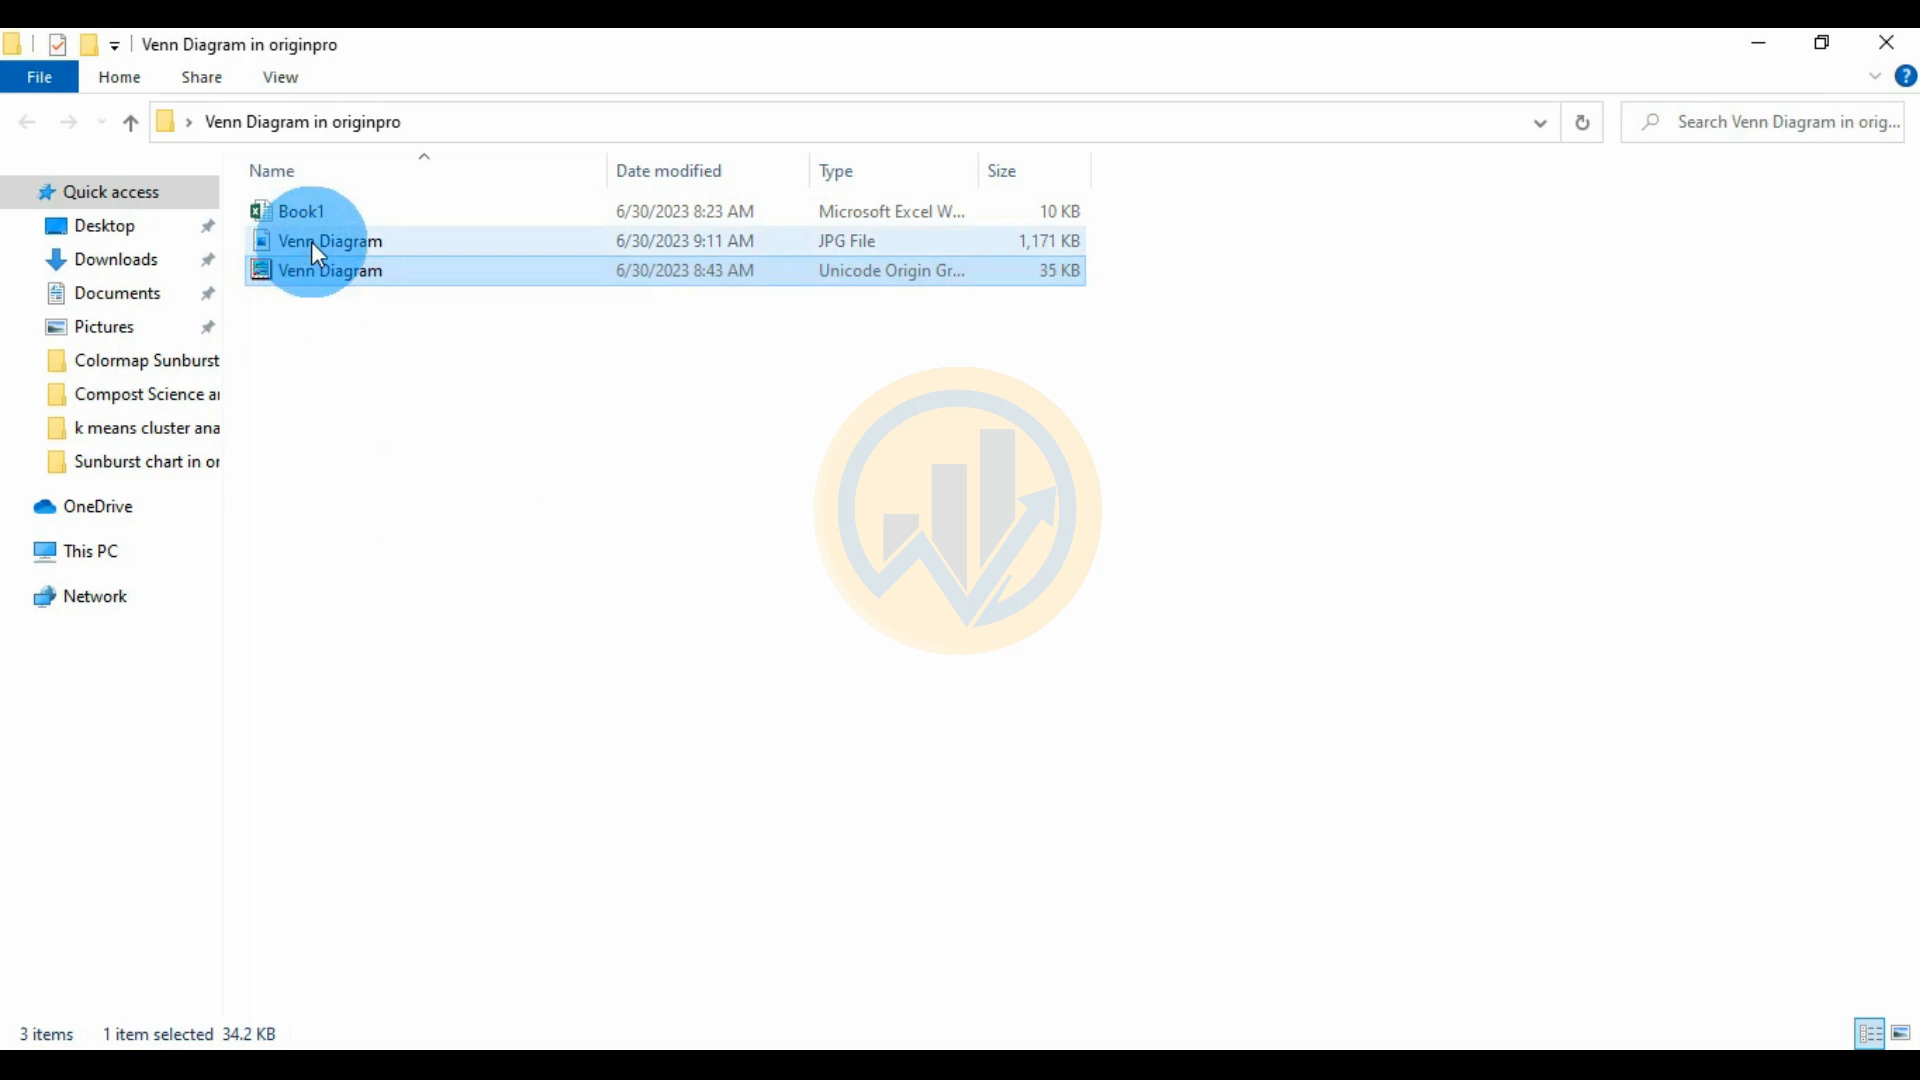 Venn Diagram in originpro
File Home Share View
?
Venn Diagram in originpro
Search Venn Diagram in orig...
Name Date modified Type Size
Quick access
Desktop
Downloads
Documents
Pictures
Colormap Sunburst
Compost Science a
k means cluster ana
Sunburst chart in or
OneDrive
This PC
Network
Book1 6/30/2023 8:23 AM Microsoft Excel W... 10 KB
Venn Diagram 6/30/2023 9:11 AM JPG File 1,171 KB
Venn Diagram 6/30/2023 8:43 AM Unicode Origin Gr... 35 KB
3 items 1 item selected 34.2 KB